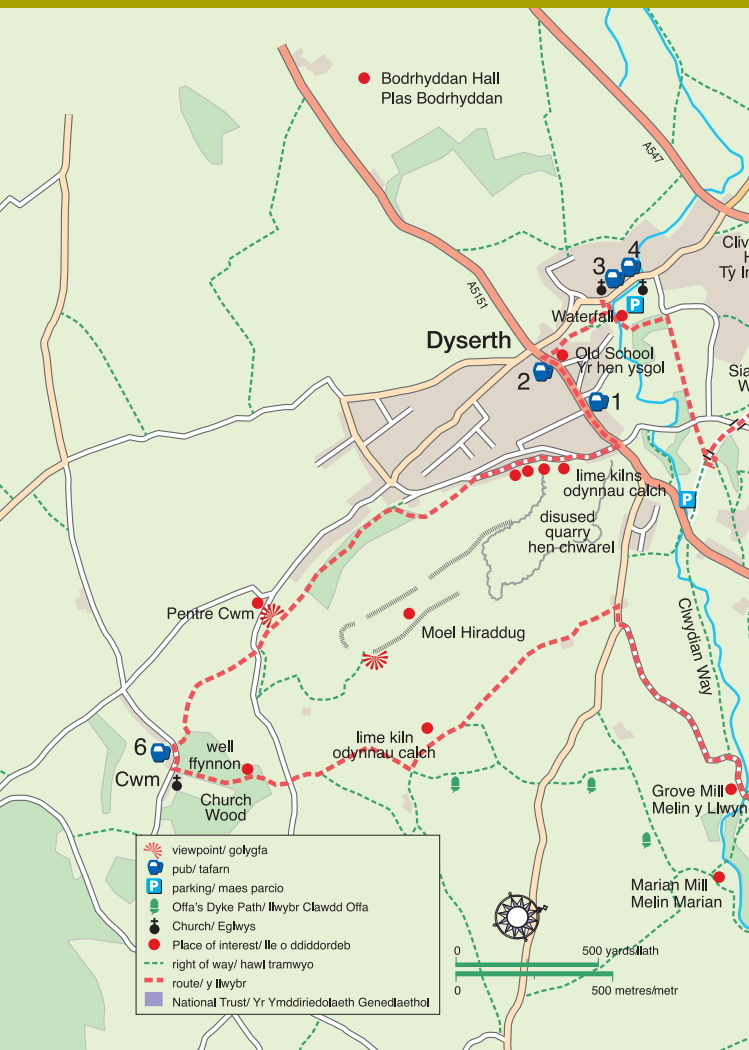 Bodrhyddan Hall
Plas Bodrhyddan
A547
A5151
4
3
P
Waterfall
Dyserth
Old School
Yr hen ysgol
2
1
lime kilns
odynnau calch
P
disused
quarry
hen chwarel
Pentre Cwm
Moel Hiraddug
Clwydian Way
6
Cwm
well
ffynnon
Church
Wood
lime kiln
odynnau calch
Grove Mill
Melin y Llwyn
Marian Mill
Melin Marian
viewpoint/ golygfa
pub/ tafarn
P
parking/ maes parcio
Offa's Dyke Path/ llwybr Clawdd Offa
Church/ Eglwys
Place of interest/ lle o ddiddordeb
right of way/ hawl tramwyo
route/ y llwybr
National Trust/ Yr Ymddiriedolaeth Genedlaethol
0 500 yards/llath
0 500 metres/metr